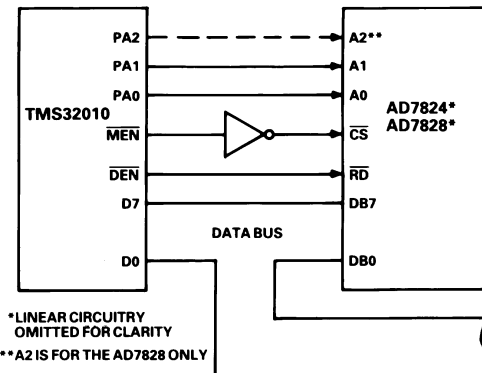 PA2
A2**
PA1
A1
PA0
A0
TMS32010
AD7824*
AD7828*
MEN
CS
DEN
RD
D7
DB7
DATA BUS
D0
DB0
*LINEAR CIRCUITRY
OMITTED FOR CLARITY
**A2 IS FOR THE AD7828 ONLY